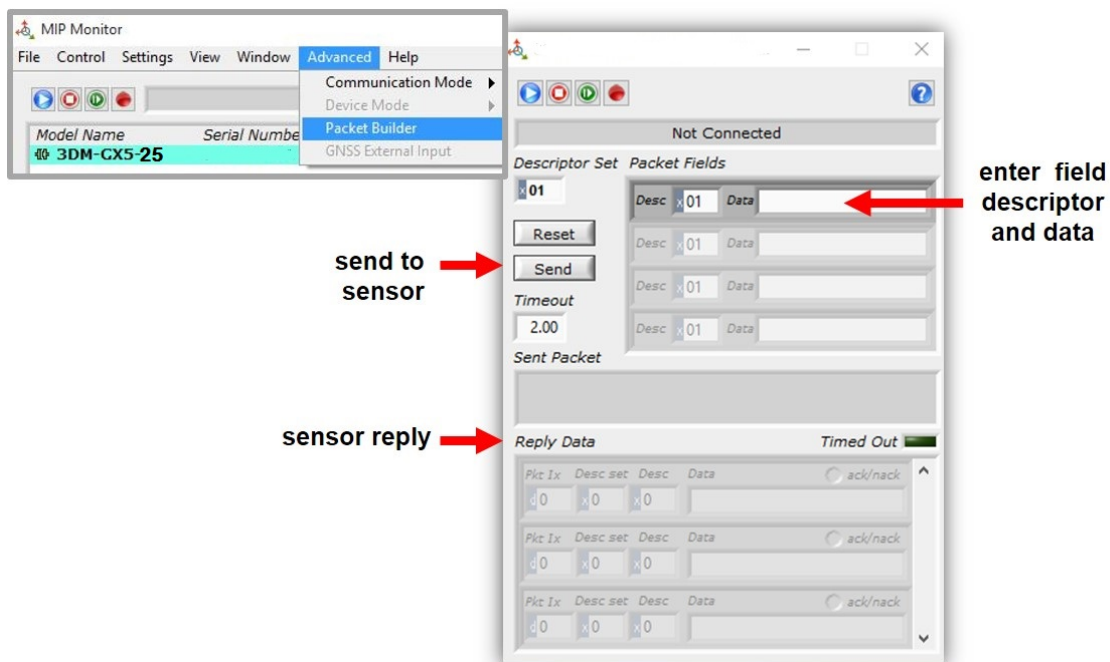 MIP Monitor
File Control Settings View Window Advanced Help
Communication Mode
Device Mode
Packet Builder
GNSS External Input
Model Name Serial Numbe
3DM-GX5-25
Not Connected
Descriptor Set Packet Fields
x 01
Desc x 01 Data
Reset
Desc x 01 Data
Send
Desc x 01 Data
Timeout
2.00
Desc x 01 Data
Sent Packet
Reply Data Timed Out
Pkt Ix Desc set Desc Data ack/nack
d 0 x 0 x 0
Pkt Ix Desc set Desc Data ack/nack
d 0 x 0 x 0
Pkt Ix Desc set Desc Data ack/nack
d 0 x 0 x 0
enter field
descriptor
and data
send to
sensor
sensor reply